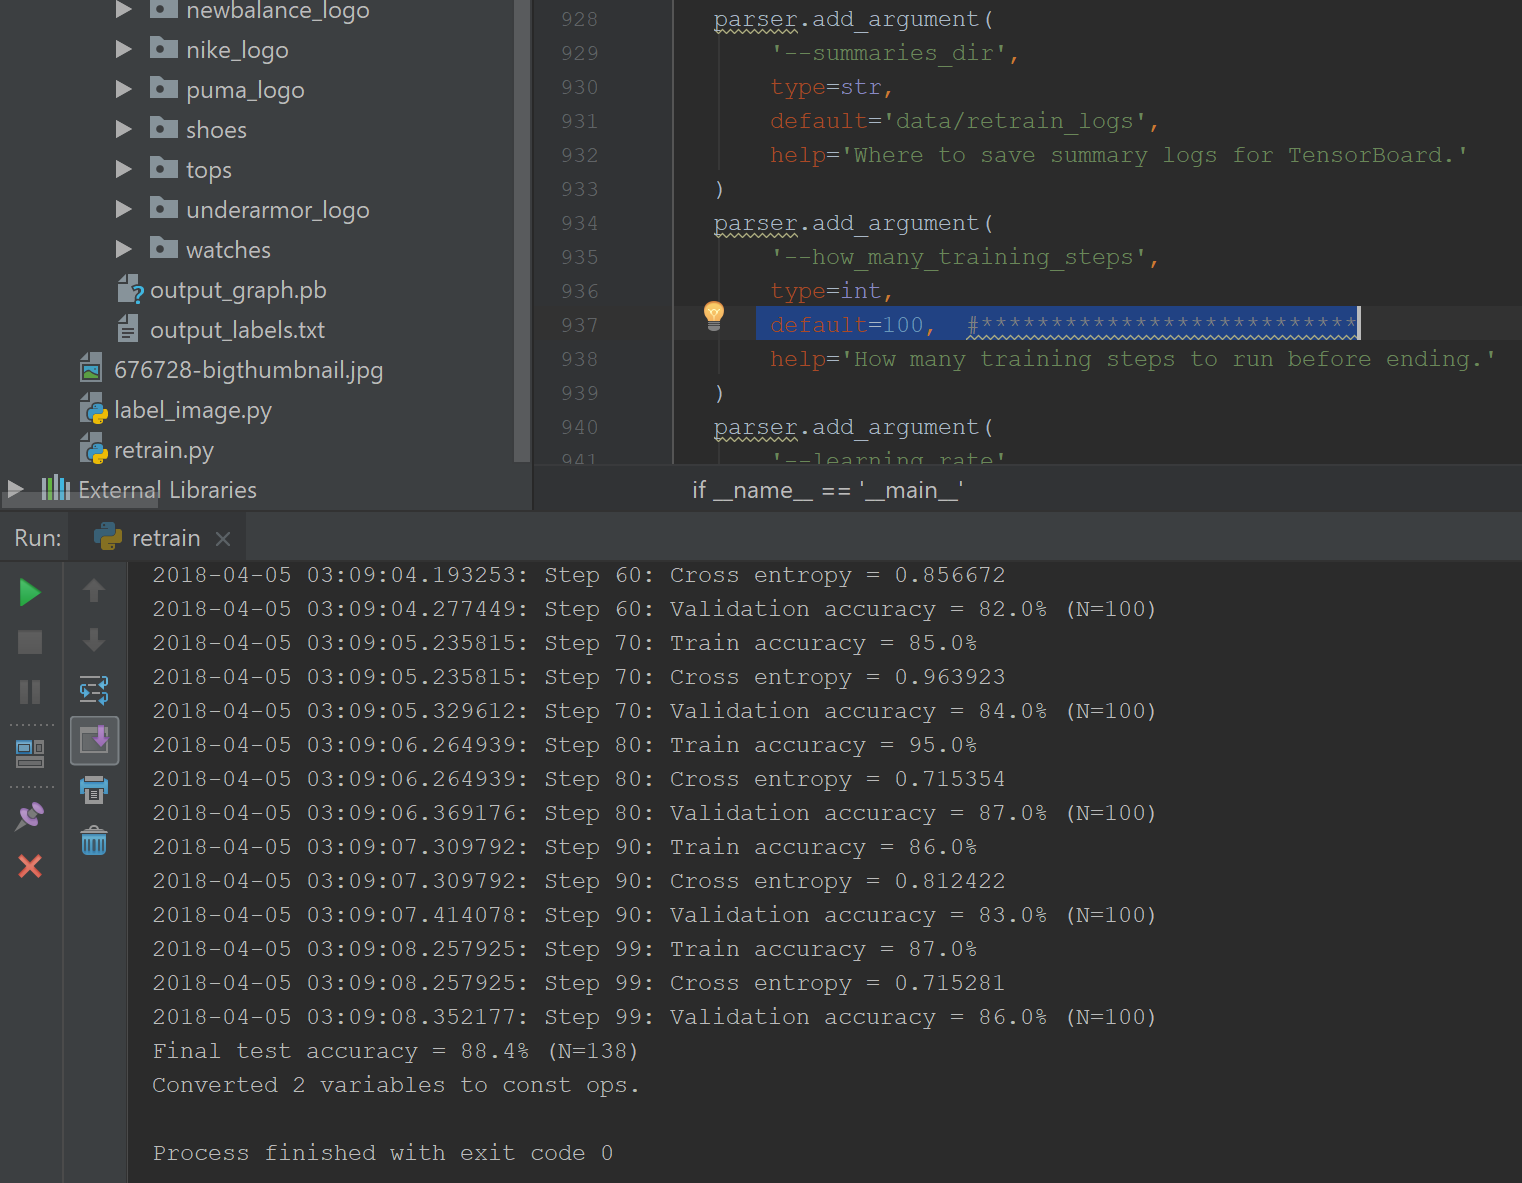 newbalance_logo
nike_logo
puma_logo
shoes
tops
underarmor_logo
watches
output_graph.pb
output_labels.txt
676728-bigthumbnail.jpg
label_image.py
retrain.py
External Libraries
928 parser.add_argument(
929 '--summaries_dir',
930 type=str,
931 default='data/retrain_logs',
932 help='Where to save summary logs for TensorBoard.'
933 )
934 parser.add_argument(
935 '--how_many_training_steps',
936 type=int,
937 default=100, #***************************
938 help='How many training steps to run before ending.'
939 )
940 parser.add_argument(
941 '--learning_rate',
if __name__ == '__main__'
Run: retrain
2018-04-05 03:09:04.193253: Step 60: Cross entropy = 0.856672
2018-04-05 03:09:04.277449: Step 60: Validation accuracy = 82.0% (N=100)
2018-04-05 03:09:05.235815: Step 70: Train accuracy = 85.0%
2018-04-05 03:09:05.235815: Step 70: Cross entropy = 0.963923
2018-04-05 03:09:05.329612: Step 70: Validation accuracy = 84.0% (N=100)
2018-04-05 03:09:06.264939: Step 80: Train accuracy = 95.0%
2018-04-05 03:09:06.264939: Step 80: Cross entropy = 0.715354
2018-04-05 03:09:06.369176: Step 80: Validation accuracy = 87.0% (N=100)
2018-04-05 03:09:07.309792: Step 90: Train accuracy = 86.0%
2018-04-05 03:09:07.309792: Step 90: Cross entropy = 0.812422
2018-04-05 03:09:07.414078: Step 90: Validation accuracy = 83.0% (N=100)
2018-04-05 03:09:08.257925: Step 99: Train accuracy = 87.0%
2018-04-05 03:09:08.257925: Step 99: Cross entropy = 0.715281
2018-04-05 03:09:08.352177: Step 99: Validation accuracy = 86.0% (N=100)
Final test accuracy = 88.4% (N=138)
Converted 2 variables to const ops.
Process finished with exit code 0